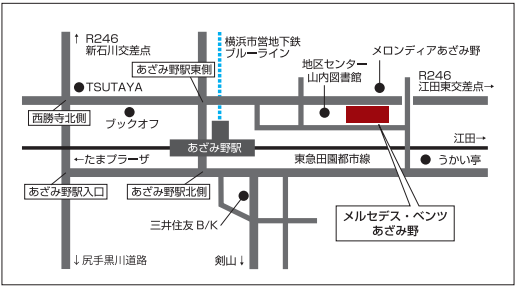 ↑ R246
新石川交差点
横浜市営地下鉄
ブルーライン
メロンディアあざみ野
あざみ野駅東側
地区センター
山内図書館
R246
江田東交差点→
TSUTAYA
西勝寺北側
ブックオフ
あざみ野駅
江田→
←たまプラーザ
東急田園都市線
うかい亭
あざみ野駅入口
あざみ野駅北側
三井住友 B/K
メルセデス・ベンツ
あざみ野
↓尻手黒川道路
剣山↓